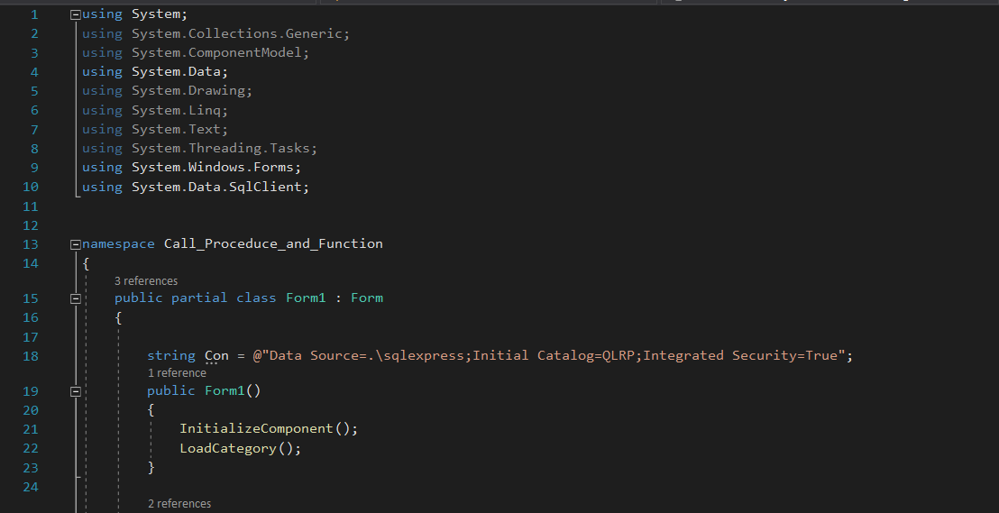 1 using System;
2 using System.Collections.Generic;
3 using System.ComponentModel;
4 using System.Data;
5 using System.Drawing;
6 using System.Linq;
7 using System.Text;
8 using System.Threading.Tasks;
9 using System.Windows.Forms;
10 using System.Data.SqlClient;
11
12
13 namespace Call_Proceduce_and_Function
14 {
3 references
15 public partial class Form1 : Form
16 {
17
18 string Con = @"Data Source=.\sqlexpress;Initial Catalog=QLRP;Integrated Security=True";
1 reference
19 public Form1()
20 {
21 InitializeComponent();
22 LoadCategory();
23 }
24
2 references